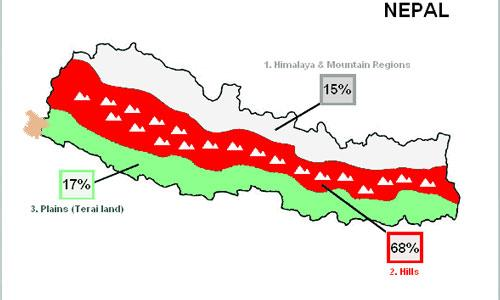 NEPAL
1. Himalaya & Mountain Regions
15%
17%
3. Plains (Terai land)
68%
2. Hills